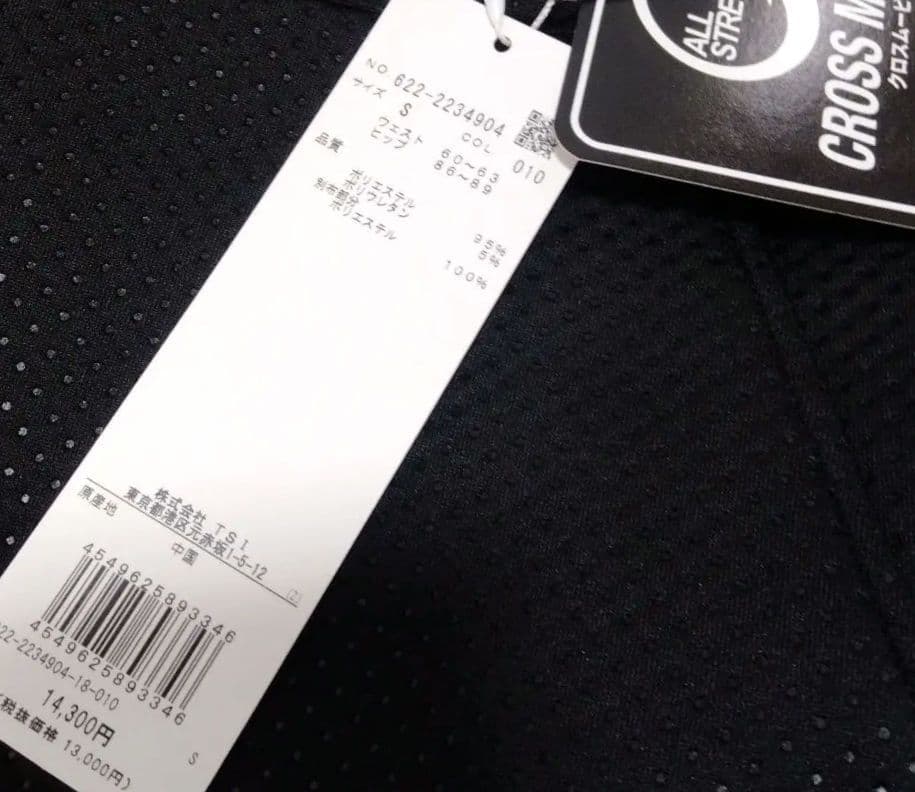 NO. 622-2234904
サイズ S COL 010
ウエスト 60～63
ヒップ 86～89
品質
ポリエステル 95%
ポリウレタン 5%
別布部分
ポリエステル 100%
株式会社 TSI
東京都港区元赤坂1-5-12
原産地 中国
4549625893346
4549625893346
22-2234904-18-010
14,300円
(税抜価格 13,000円)
S
ALL
STRE
CROSS M
クロスムービ